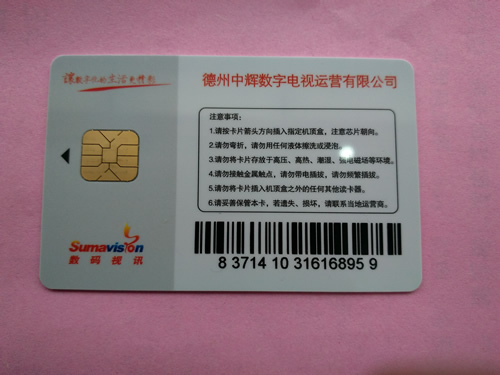 让数字化的生活更精彩
德州中辉数字电视运营有限公司
注意事项:
1.请按卡片箭头方向插入指定机顶盒,注意芯片朝向。
2.请勿弯折,请勿用任何液体擦洗或浸泡。
3.请勿将卡片存放于高压、高热、潮湿、强电磁场等环境。
4.请勿接触金属触点,请勿带电插拔,请勿频繁插拔。
5.请勿将卡片插入机顶盒之外的任何其他读卡器。
6.请妥善保管本卡,若遗失、损坏,请联系当地运营商。
Sumavision
数码视讯
8 3714 10 31616895 9